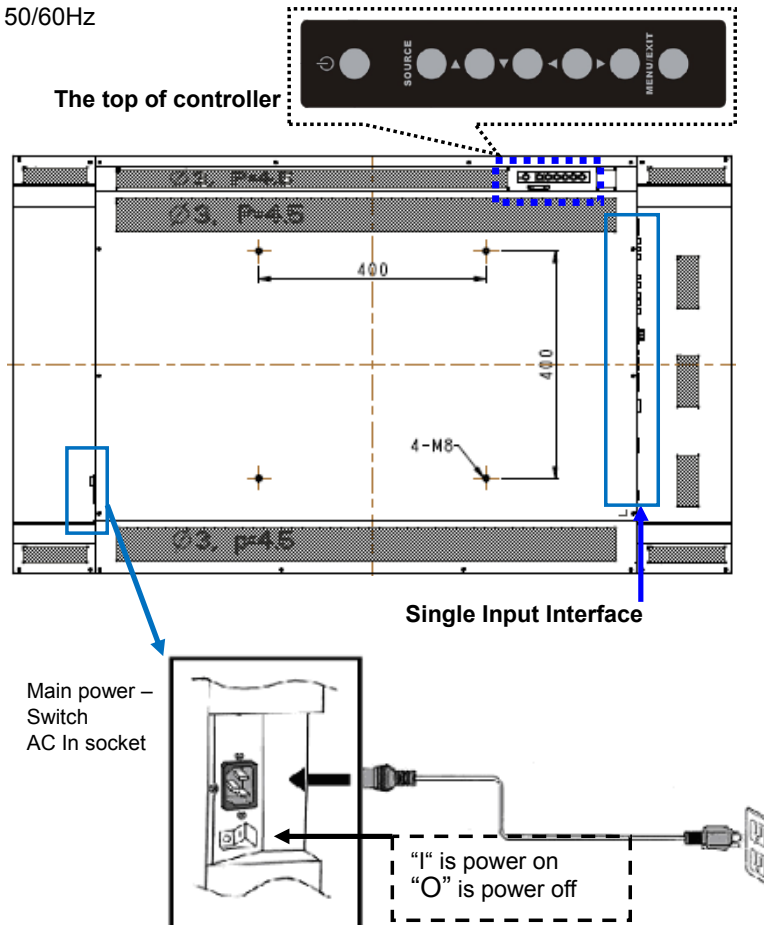 50/60Hz
SOURCE
MENU/EXIT
The top of controller
Ø3, P=4.5
Ø3, P=4.5
400
400
4-M8
Ø3, p=4.5
Single Input Interface
Main power –
Switch
AC In socket
“I“ is power on
“O” is power off